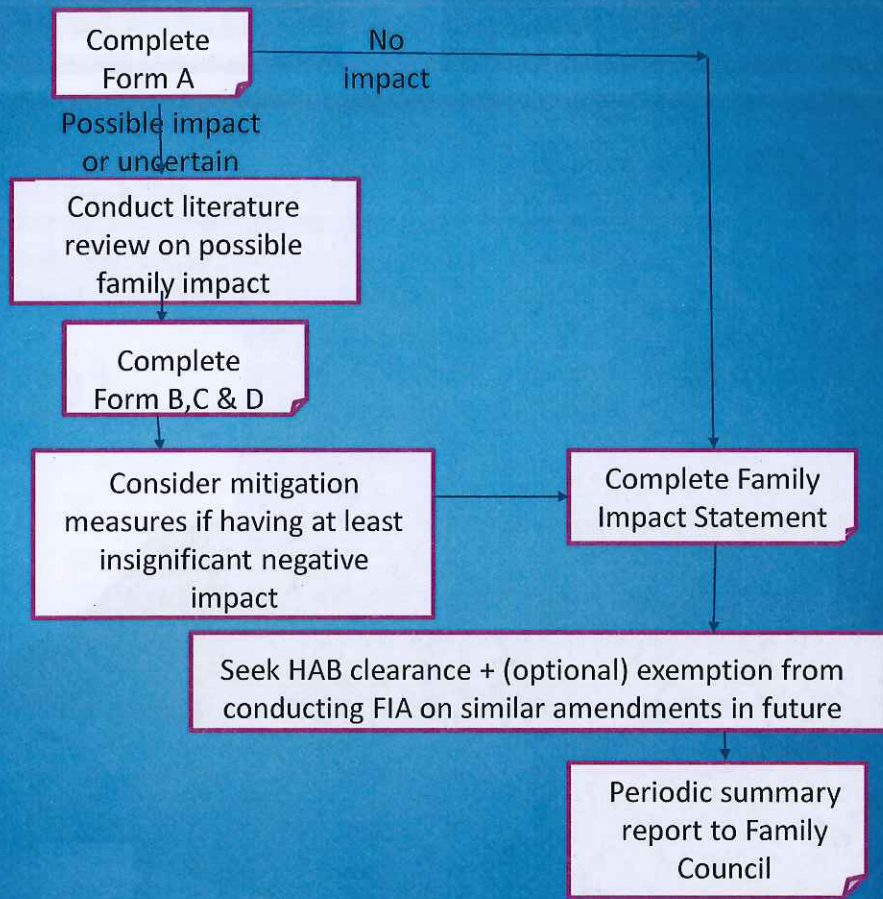 Complete
Form A
No
impact
Possible impact
or uncertain
Conduct literature
review on possible
family impact
Complete
Form B,C & D
Consider mitigation
measures if having at least
insignificant negative
impact
Complete Family
Impact Statement
Seek HAB clearance + (optional) exemption from
conducting FIA on similar amendments in future
Periodic summary
report to Family
Council